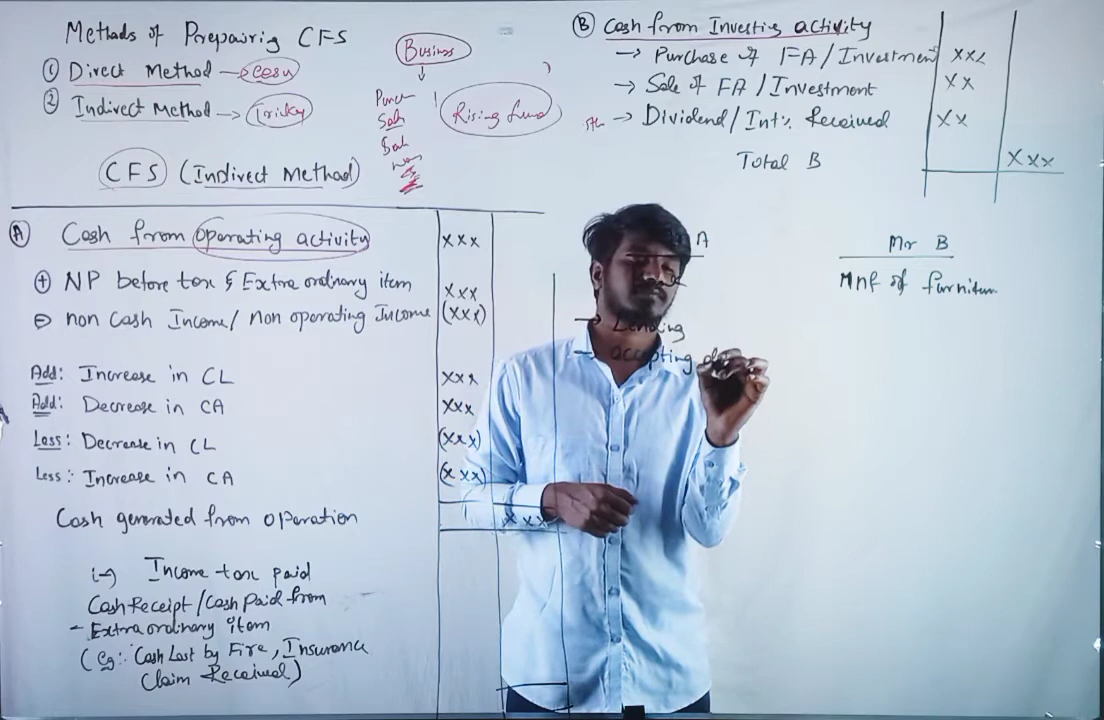 Methods of Prepairig CFS
① Direct Method → easy
② Indirect Method → Tricky
CFS (Indirect Method)
Business
Rising fund
Ⓐ Cash from operating activity XXX
⊕ NP before tax & Extra ordinary item XXX
⊖ non Cash Income/ Non operating Income (XXX)
Add: Increase in CL XXX
Add: Decrease in CA XXX
Less: Decrease in CL (XXX)
Less: Increase in CA (XXX)
Cash generated from operation XXX
(-) Income tax paid
Cash Receipt / Cash Paid from
- Extra ordinary item
(Eg: Cash Lost by Fire, Insurance
Claim Received)
Ⓑ Cash from Investig activity
→ Purchase of FA/Investment XXX
→ Sale of FA/Investment XX
→ Dividend/Int. Received XX
Total B XXX
A
→ Lending
→ accepting
Mr B
Mnf of furniture